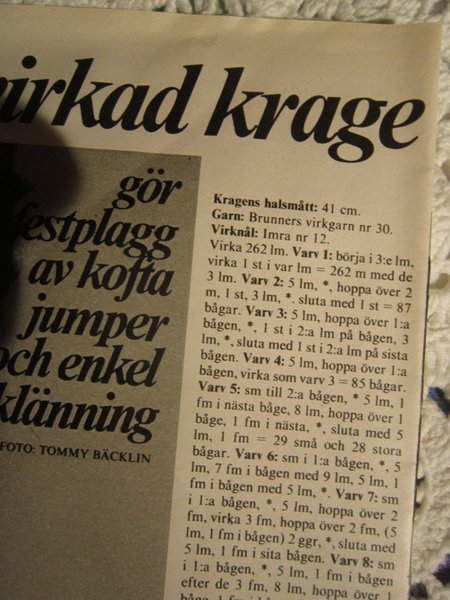 virkad krage
gör
festplagg
av kofta
jumper
och enkel
klänning
FOTO: TOMMY BÄCKLIN
Kragens halsmått: 41 cm.
Garn: Brunners virkgarn nr 30.
Virknål: Imra nr 12.
Virka 262 lm. Varv 1: börja i 3:e lm,
virka 1 st i var lm = 262 m med de
3 lm. Varv 2: 5 lm, *, hoppa över 2
m, 1 st, 3 lm, *. sluta med 1 st = 87
bågar. Varv 3: 5 lm, hoppa över 1:a
bågen, *, 1 st i 2:a lm på bågen, 3
lm, *, sluta med 1 st i 2:a lm på sista
bågen. Varv 4: 5 lm, hoppa över 1:a
bågen, virka som varv 3 = 85 bågar.
Varv 5: sm till 2:a bågen, * 5 lm, 1
fm i nästa båge, 8 lm, hoppa över 1
båge, 1 fm i nästa, *, sluta med 5
lm, 1 fm = 29 små och 28 stora
bågar. Varv 6: sm i 1:a bågen, *, 5
lm, 7 fm i bågen med 9 lm, 5 lm, 1
fm i bågen med 5 lm, *. Varv 7: sm
i 1:a bågen, *, 5 lm, hoppa över 2
fm, virka 3 fm, hoppa över 2 fm, (5
lm, 1 fm i bågen) 2 ggr, *, sluta med
5 lm, 1 fm i sita bågen. Varv 8: sm
i 1:a bågen, *, 5 lm, 1 fm i bågen
efter de 3 fm, 8 lm, hoppa över 1